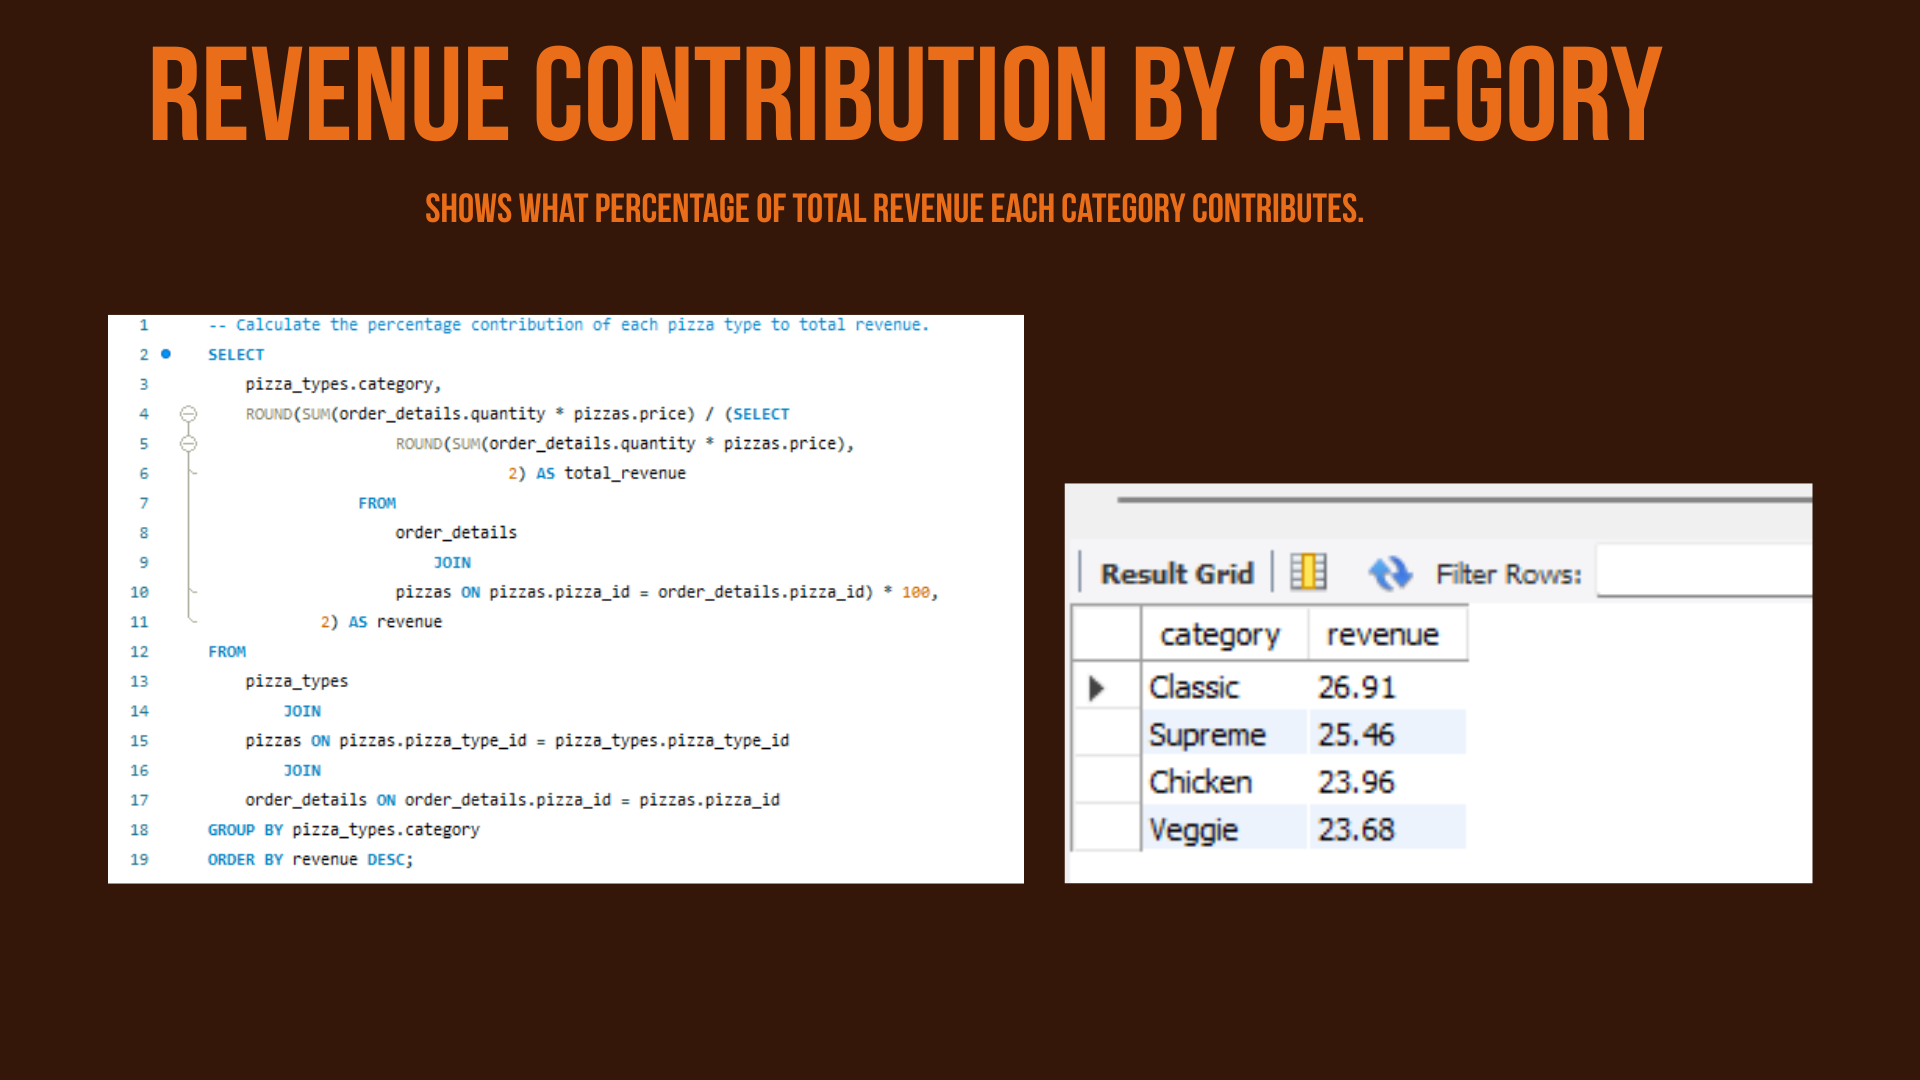 REVENUE CONTRIBUTION BY CATEGORY
SHOWS WHAT PERCENTAGE OF TOTAL REVENUE EACH CATEGORY CONTRIBUTES.
1 -- Calculate the percentage contribution of each pizza type to total revenue.
2 SELECT
3 pizza_types.category,
4 ROUND(SUM(order_details.quantity * pizzas.price) / (SELECT
5 ROUND(SUM(order_details.quantity * pizzas.price),
6 2) AS total_revenue
7 FROM
8 order_details
9 JOIN
10 pizzas ON pizzas.pizza_id = order_details.pizza_id) * 100,
11 2) AS revenue
12 FROM
13 pizza_types
14 JOIN
15 pizzas ON pizzas.pizza_type_id = pizza_types.pizza_type_id
16 JOIN
17 order_details ON order_details.pizza_id = pizzas.pizza_id
18 GROUP BY pizza_types.category
19 ORDER BY revenue DESC;
Result Grid Filter Rows:
category revenue
Classic 26.91
Supreme 25.46
Chicken 23.96
Veggie 23.68